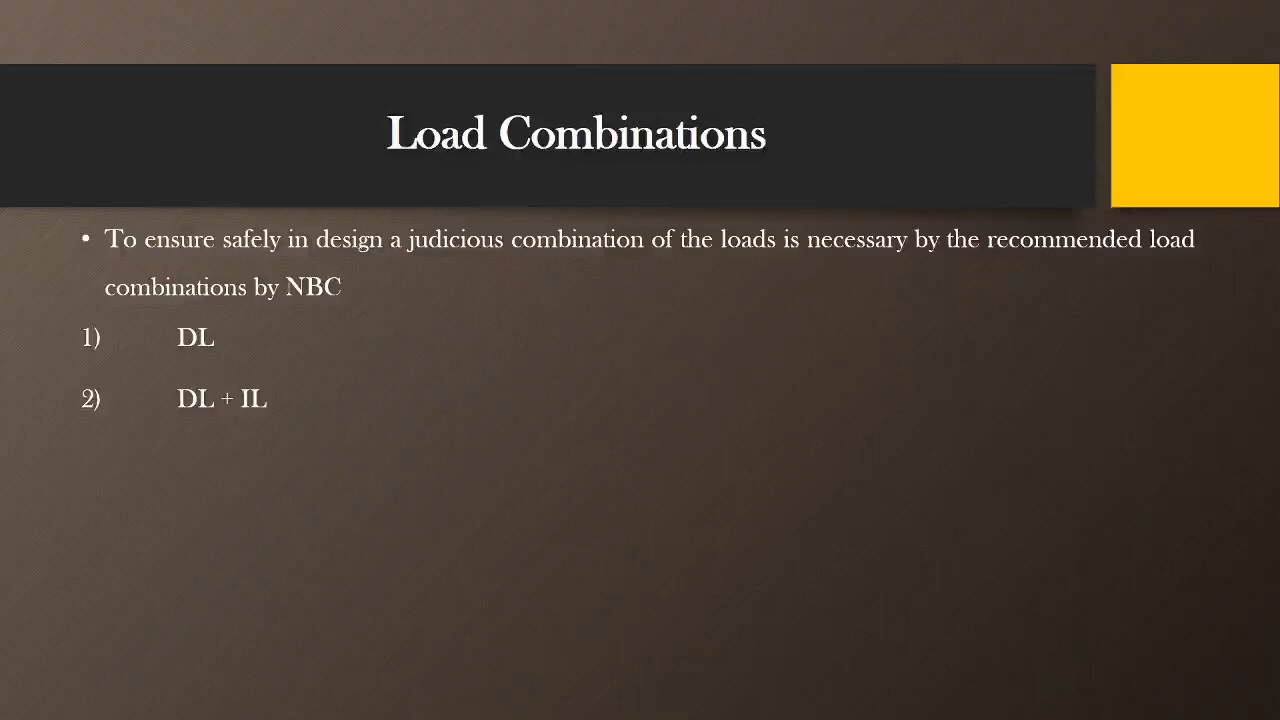 Load Combinations
• To ensure safely in design a judicious combination of the loads is necessary by the recommended load
combinations by NBC
1) DL
2) DL + IL